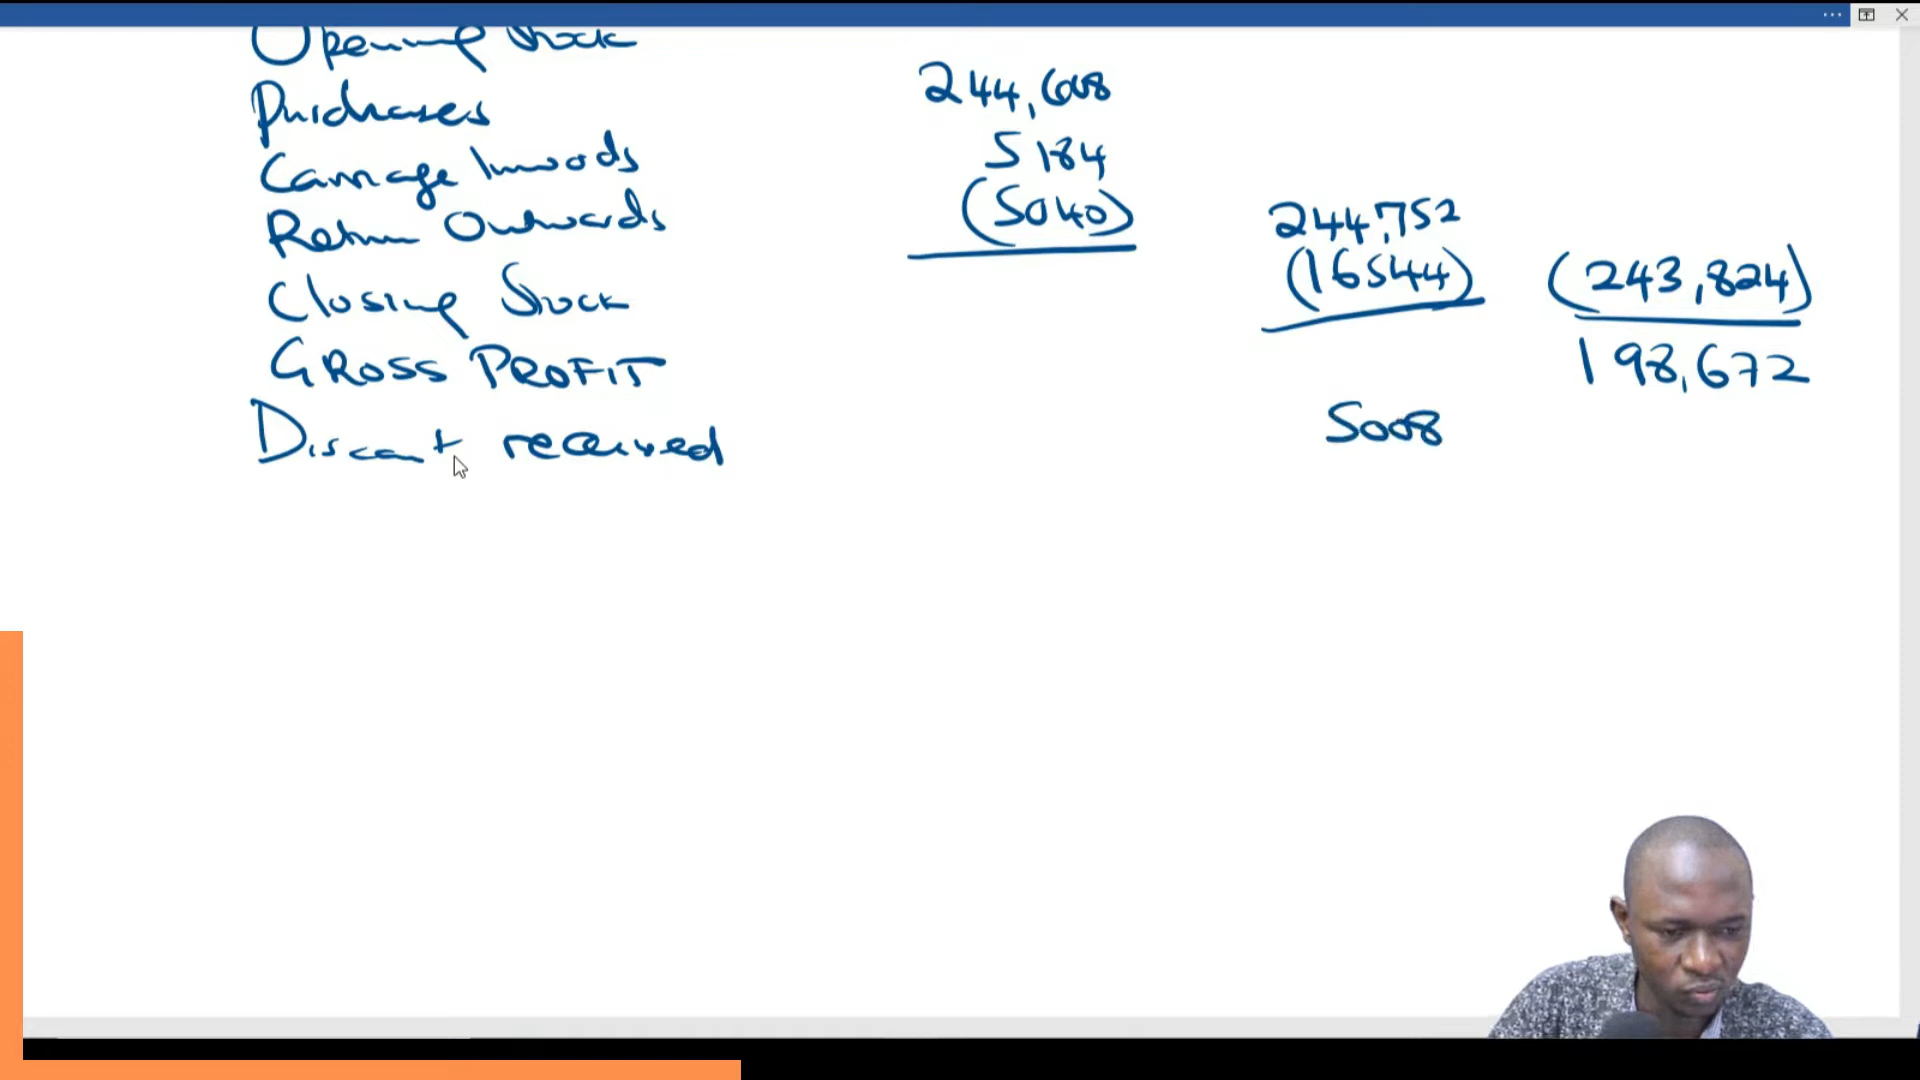 Opening Stock
Purchases 244,608
Carriage Inwards 5184
Return Outwards (5040) 244,752
Closing Stock (16544) (243,824)
GROSS PROFIT 198,672
Discount received 5008